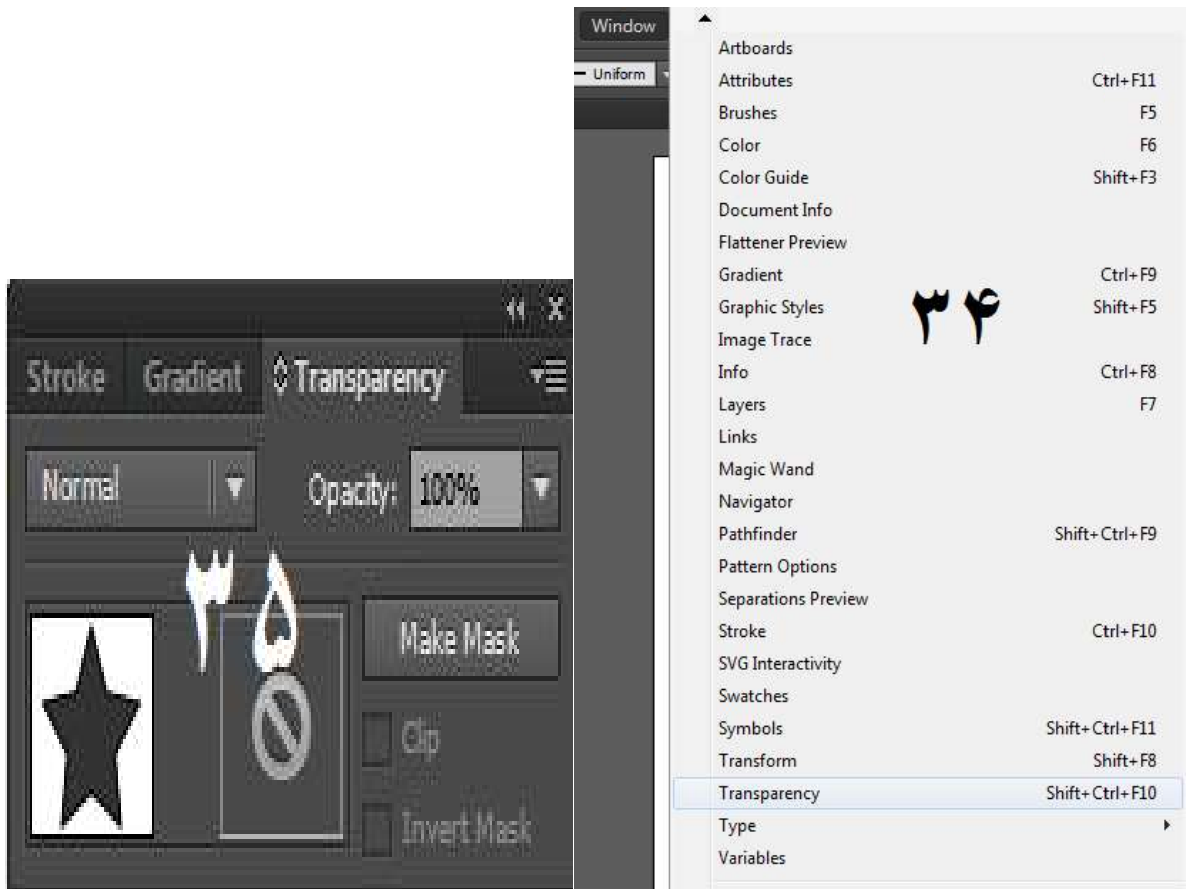 Stroke Gradient Transparency
Normal Opacity: 100%
۳۵
Make Mask
Clip
Invert Mask
Window
Uniform
Artboards
Attributes Ctrl+F11
Brushes F5
Color F6
Color Guide Shift+F3
Document Info
Flattener Preview
Gradient Ctrl+F9
Graphic Styles Shift+F5
۳۴
Image Trace
Info Ctrl+F8
Layers F7
Links
Magic Wand
Navigator
Pathfinder Shift+Ctrl+F9
Pattern Options
Separations Preview
Stroke Ctrl+F10
SVG Interactivity
Swatches
Symbols Shift+Ctrl+F11
Transform Shift+F8
Transparency Shift+Ctrl+F10
Type
Variables